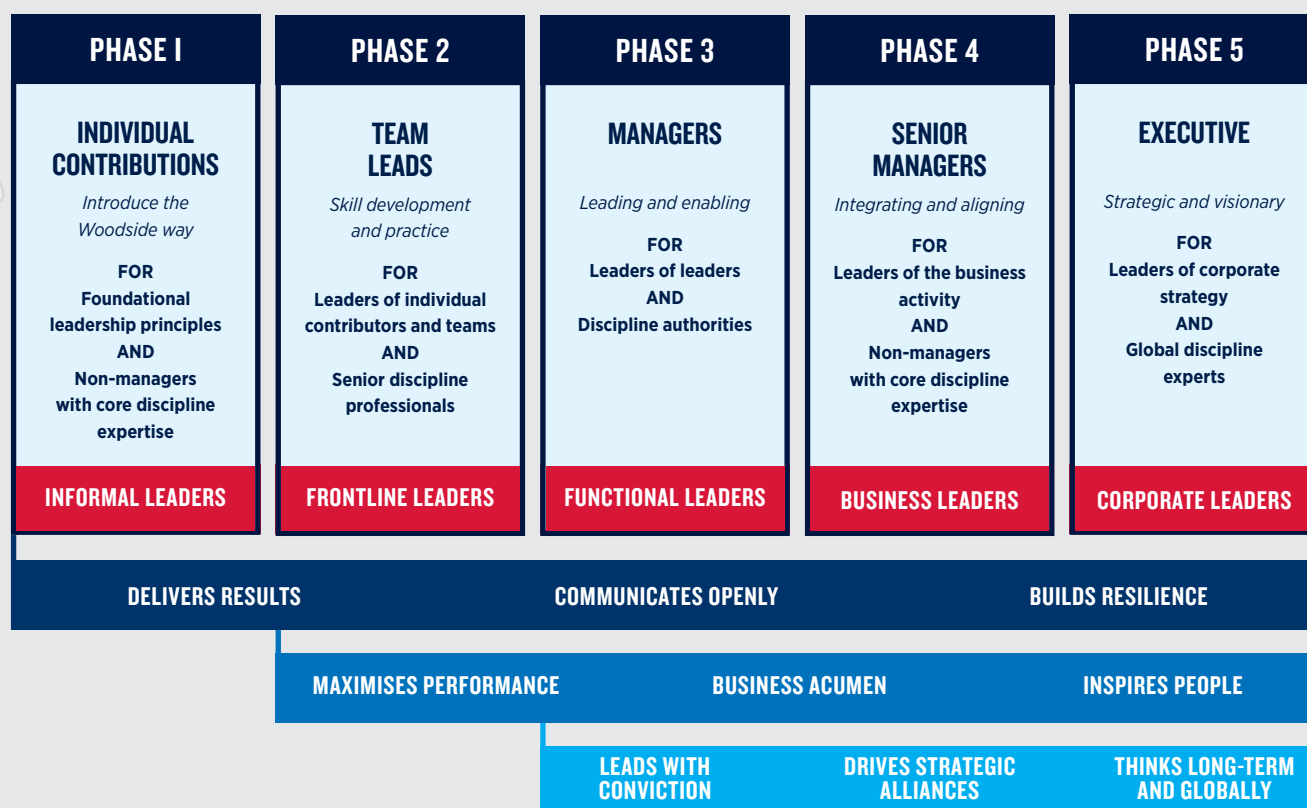 PHASE 1
INDIVIDUAL
CONTRIBUTIONS
Introduce the
Woodside way
FOR
Foundational
leadership principles
AND
Non-managers
with core discipline
expertise
INFORMAL LEADERS
PHASE 2
TEAM
LEADS
Skill development
and practice
FOR
Leaders of individual
contributors and teams
AND
Senior discipline
professionals
FRONTLINE LEADERS
PHASE 3
MANAGERS
Leading and enabling
FOR
Leaders of leaders
AND
Discipline authorities
FUNCTIONAL LEADERS
PHASE 4
SENIOR
MANAGERS
Integrating and aligning
FOR
Leaders of the business
activity
AND
Non-managers
with core discipline
expertise
BUSINESS LEADERS
PHASE 5
EXECUTIVE
Strategic and visionary
FOR
Leaders of corporate
strategy
AND
Global discipline
experts
CORPORATE LEADERS
DELIVERS RESULTS COMMUNICATES OPENLY BUILDS RESILIENCE
MAXIMISES PERFORMANCE BUSINESS ACUMEN INSPIRES PEOPLE
LEADS WITH
CONVICTION
DRIVES STRATEGIC
ALLIANCES
THINKS LONG-TERM
AND GLOBALLY